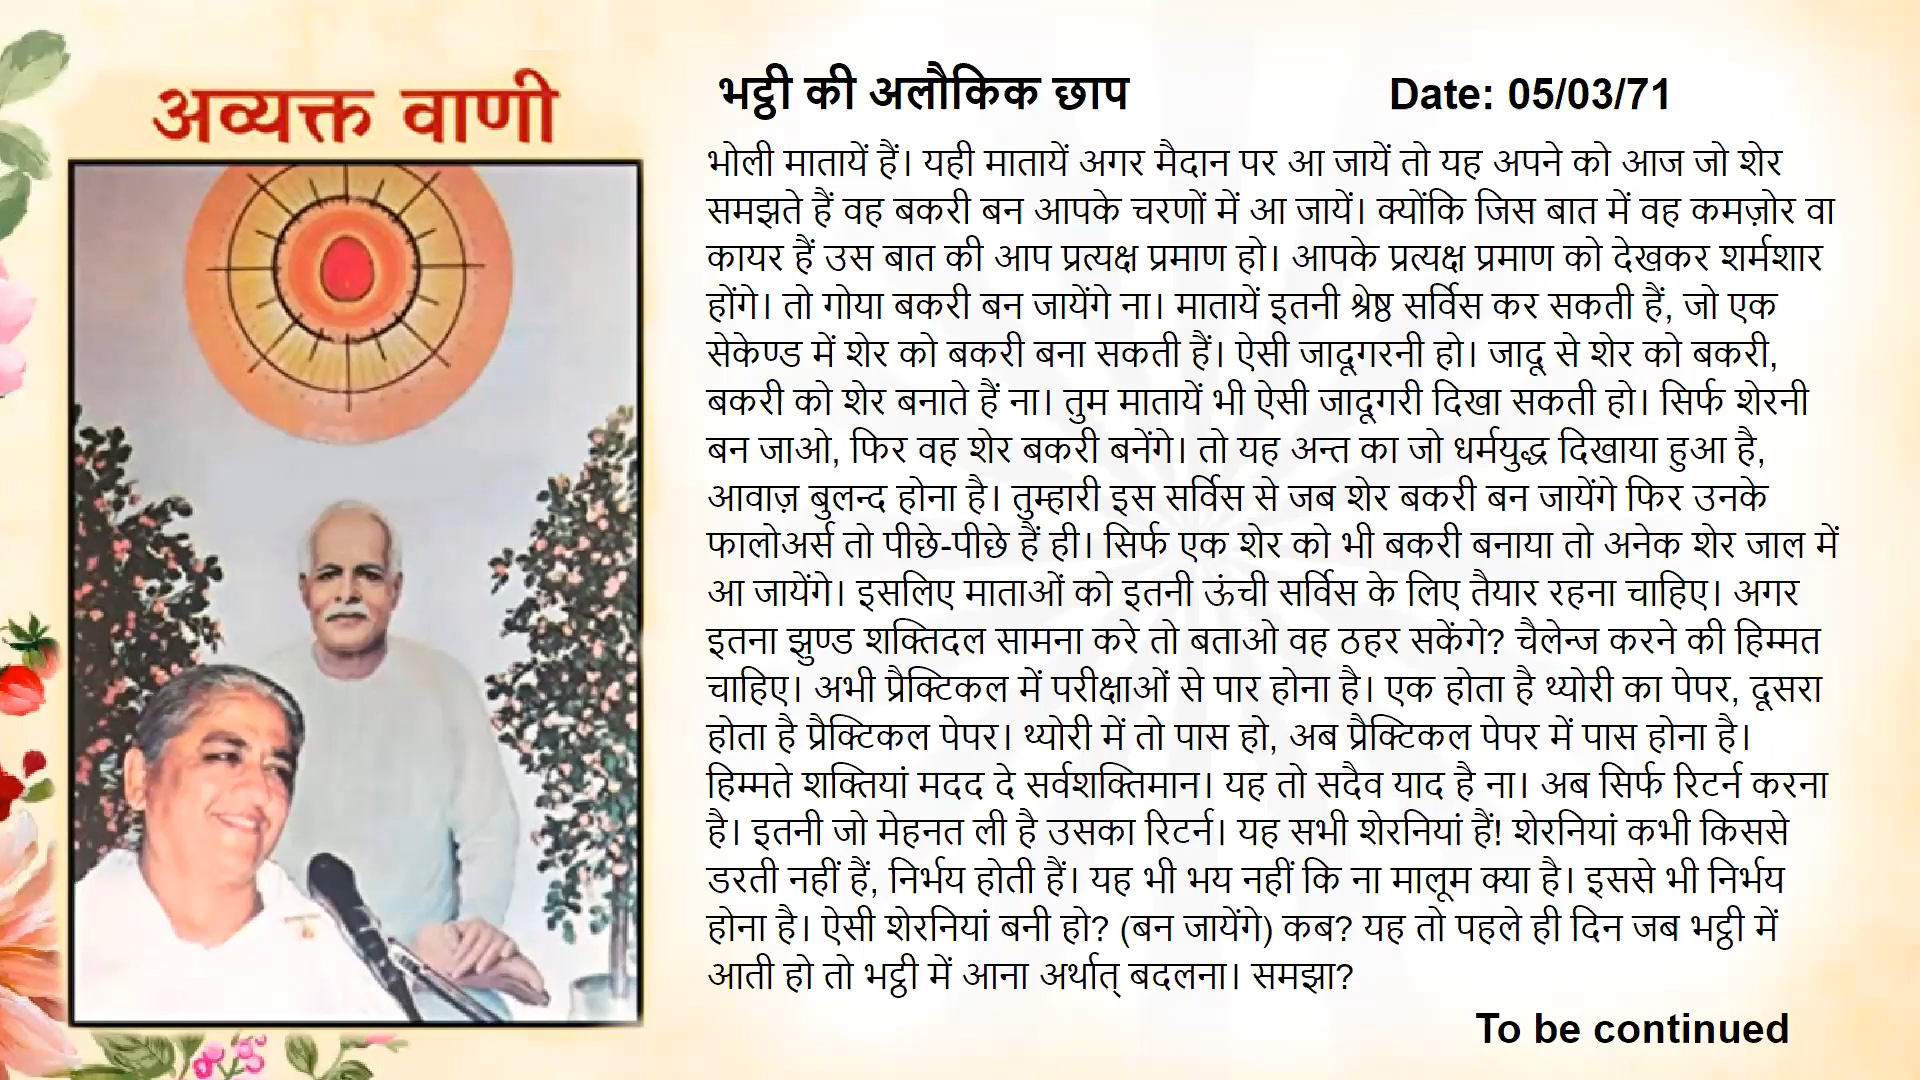 अव्यक्त वाणी
भट्ठी की अलौकिक छाप
Date: 05/03/71
भोली मातायें हैं। यही मातायें अगर मैदान पर आ जायें तो यह अपने को आज जो शेर
समझते हैं वह बकरी बन आपके चरणों में आ जायें। क्योंकि जिस बात में वह कमज़ोर वा
कायर हैं उस बात की आप प्रत्यक्ष प्रमाण हो। आपके प्रत्यक्ष प्रमाण को देखकर शर्मशार
होंगे। तो गोया बकरी बन जायेंगे ना। मातायें इतनी श्रेष्ठ सर्विस कर सकती हैं, जो एक
सेकेण्ड में शेर को बकरी बना सकती हैं। ऐसी जादूगरनी हो। जादू से शेर को बकरी,
बकरी को शेर बनाते हैं ना। तुम मातायें भी ऐसी जादूगरी दिखा सकती हो। सिर्फ शेरनी
बन जाओ, फिर वह शेर बकरी बनेंगे। तो यह अन्त का जो धर्मयुद्ध दिखाया हुआ है,
आवाज़ बुलन्द होना है। तुम्हारी इस सर्विस से जब शेर बकरी बन जायेंगे फिर उनके
फालोअर्स तो पीछे-पीछे हैं ही। सिर्फ एक शेर को भी बकरी बनाया तो अनेक शेर जाल में
आ जायेंगे। इसलिए माताओं को इतनी ऊंची सर्विस के लिए तैयार रहना चाहिए। अगर
इतना झुण्ड शक्तिदल सामना करे तो बताओ वह ठहर सकेंगे? चैलेन्ज करने की हिम्मत
चाहिए। अभी प्रैक्टिकल में परीक्षाओं से पार होना है। एक होता है थ्योरी का पेपर, दूसरा
होता है प्रैक्टिकल पेपर। थ्योरी में तो पास हो, अब प्रैक्टिकल पेपर में पास होना है।
हिम्मते शक्तियां मदद दे सर्वशक्तिमान। यह तो सदैव याद है ना। अब सिर्फ रिटर्न करना
है। इतनी जो मेहनत ली है उसका रिटर्न। यह सभी शेरनियां हैं! शेरनियां कभी किससे
डरती नहीं हैं, निर्भय होती हैं। यह भी भय नहीं कि ना मालूम क्या है। इससे भी निर्भय
होना है। ऐसी शेरनियां बनी हो? (बन जायेंगे) कब? यह तो पहले ही दिन जब भट्ठी में
आती हो तो भट्ठी में आना अर्थात् बदलना। समझा?
To be continued